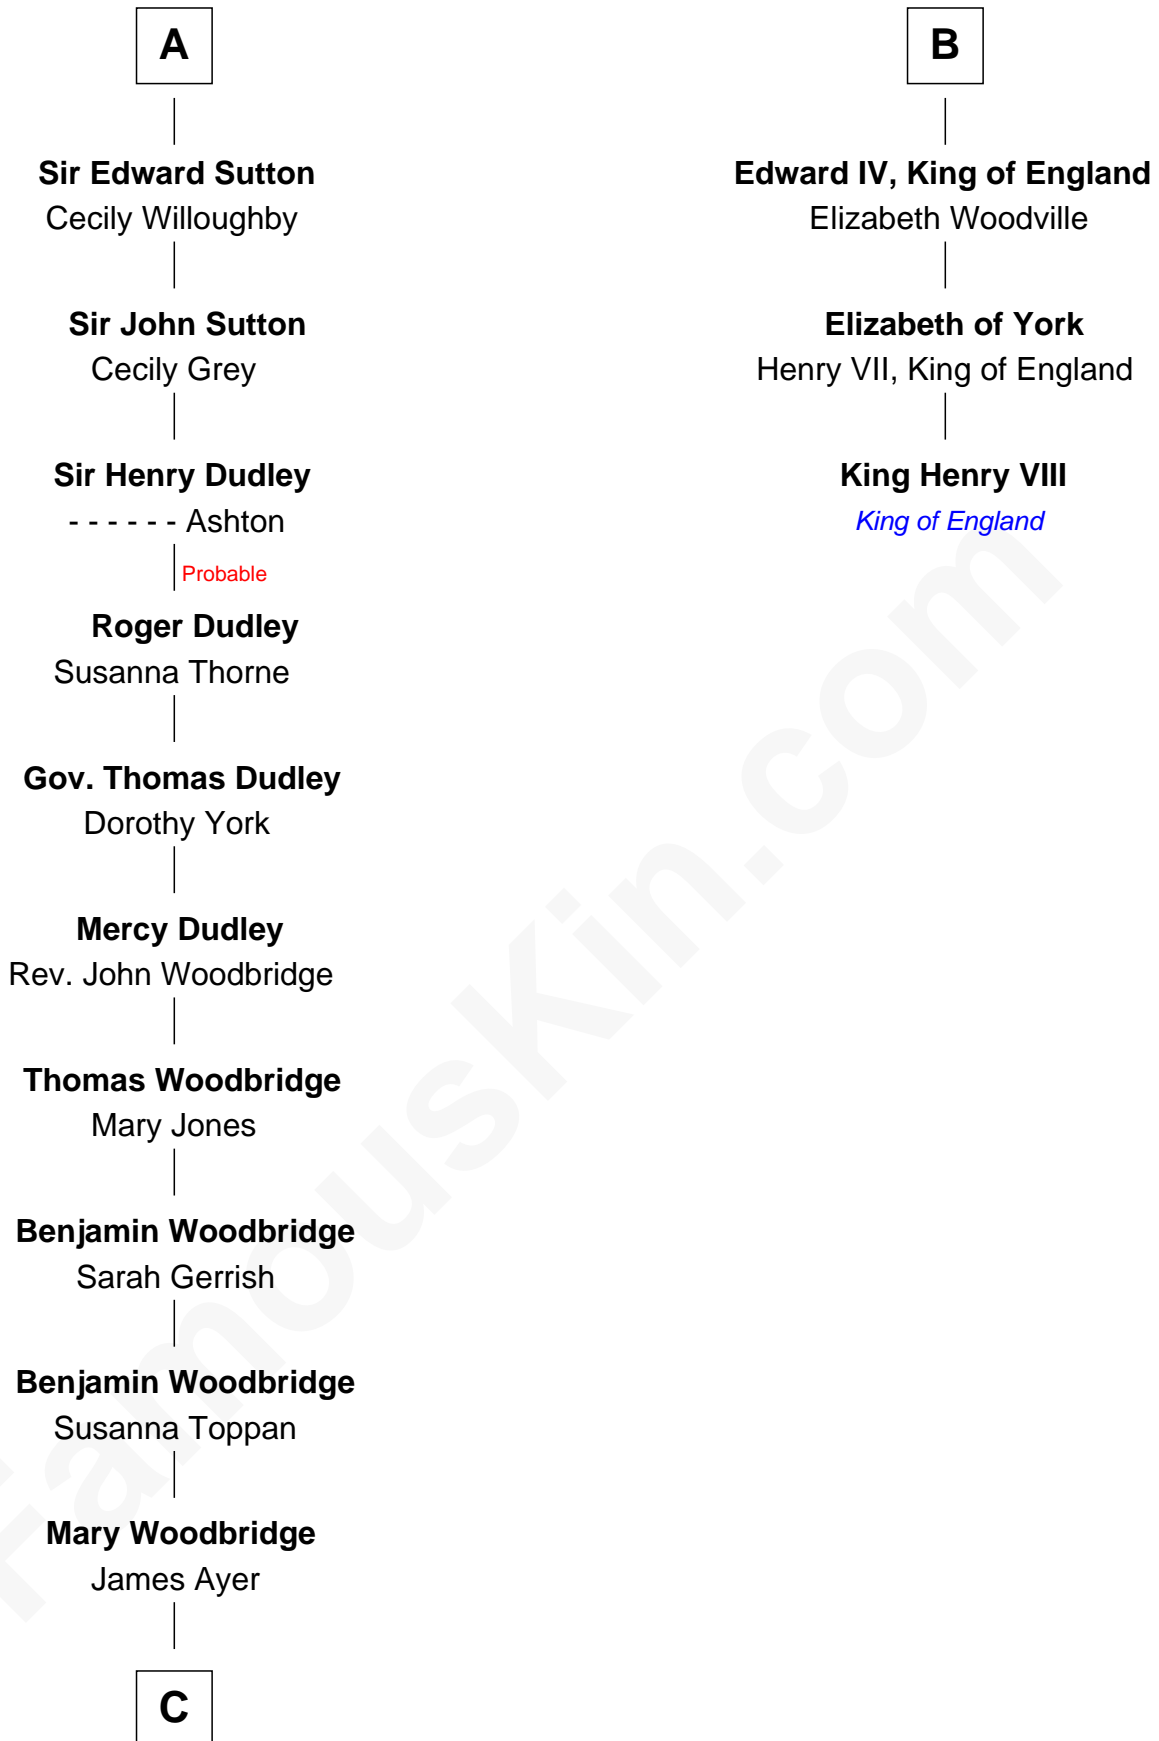 A
Sir Edward Sutton
Cecily Willoughby
Sir John Sutton
Cecily Grey
Sir Henry Dudley
- - - - - - Ashton
Probable
Roger Dudley
Susanna Thorne
Gov. Thomas Dudley
Dorothy York
Mercy Dudley
Rev. John Woodbridge
Thomas Woodbridge
Mary Jones
Benjamin Woodbridge
Sarah Gerrish
Benjamin Woodbridge
Susanna Toppan
Mary Woodbridge
James Ayer
C
B
Edward IV, King of England
Elizabeth Woodville
Elizabeth of York
Henry VII, King of England
King Henry VIII
King of England
FamousKin.com